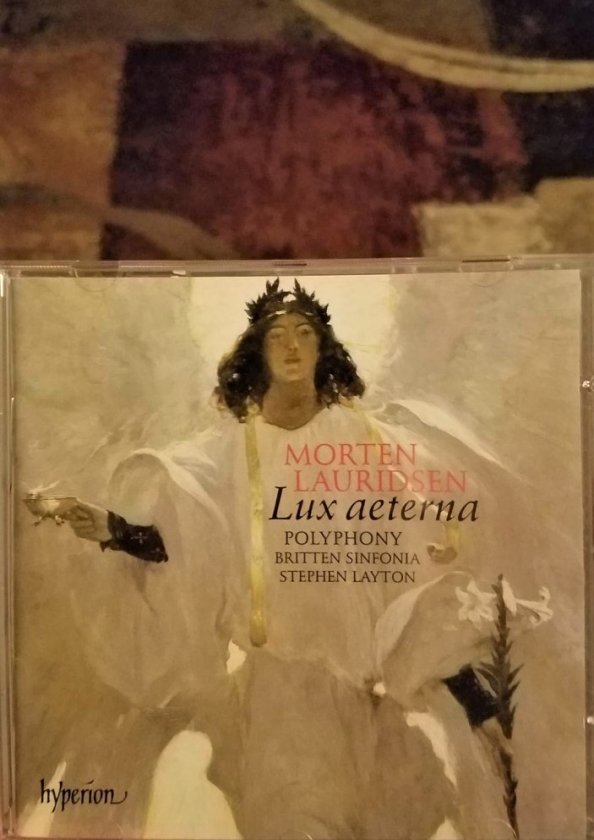 MORTEN
LAURIDSEN
Lux aeterna
POLYPHONY
BRITTEN SINFONIA
STEPHEN LAYTON
hyperion